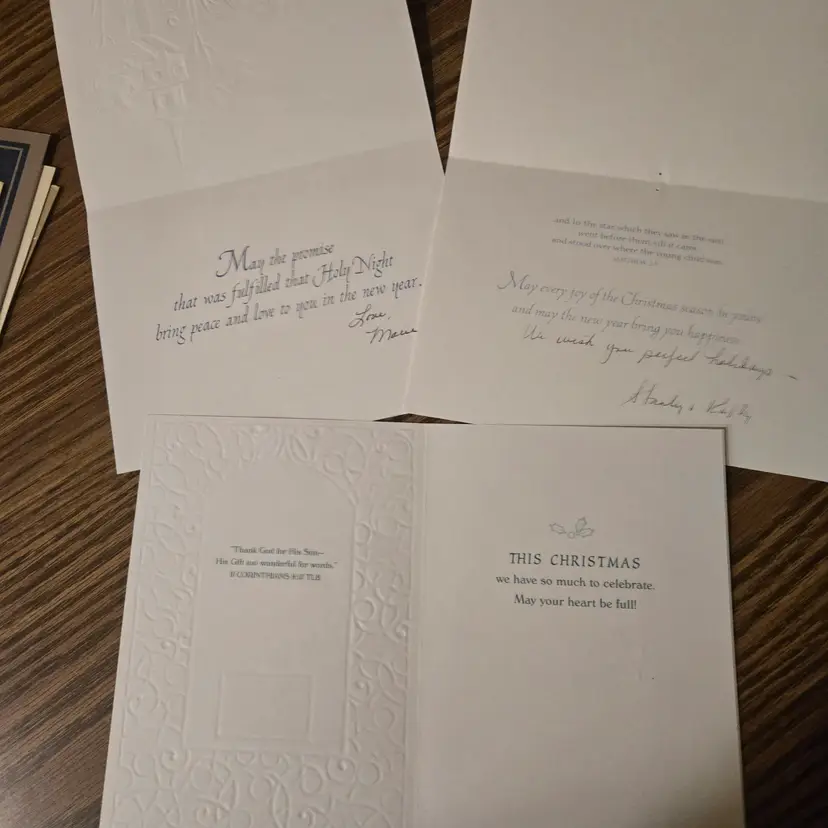 May the promise
that was fulfilled that Holy Night
bring peace and love to you in the new year.
Love,
and lo the star which they saw in the east
went before them till it came
and stood over where the young child was.
MATTHEW 2:9
May every joy of the Christmas season be yours
and may the new year bring you happiness
We wish you perfect holidays -
"Thank God for His Son—
His Gift too wonderful for words."
II CORINTHIANS 9:15 TLB
THIS CHRISTMAS
we have so much to celebrate.
May your heart be full!